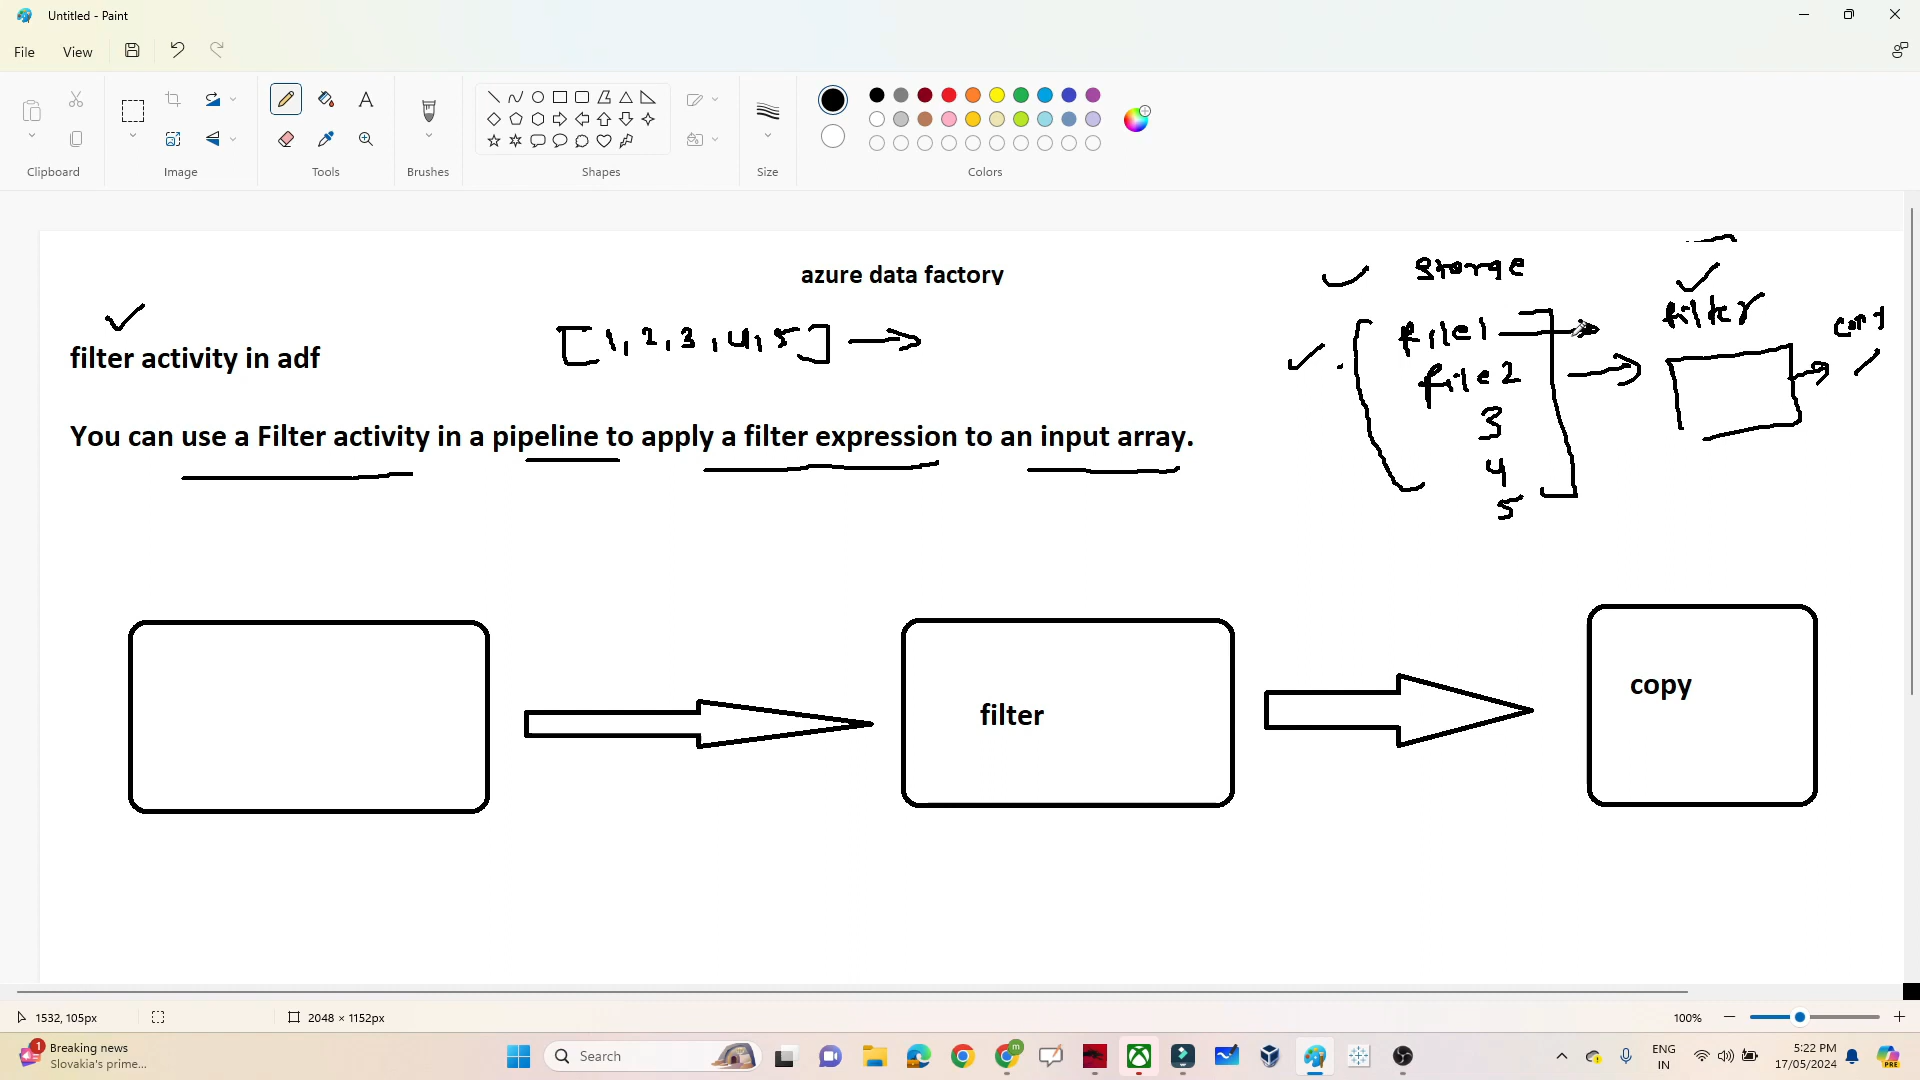 Untitled - Paint
File
View
Clipboard
Image
Tools
Brushes
Shapes
Size
Colors
azure data factory
storge
filter
[1, 2, 3, 4, 5]
file1
filter activity in adf
file2
3
You can use a Filter activity in a pipeline to apply a filter expression to an input array.
4
5
copy
filter
1532, 105px
2048 × 1152px
100%
1
Breaking news
Slovakia's prime...
Search
m
ENG
IN
5:22 PM
17/05/2024
PRE